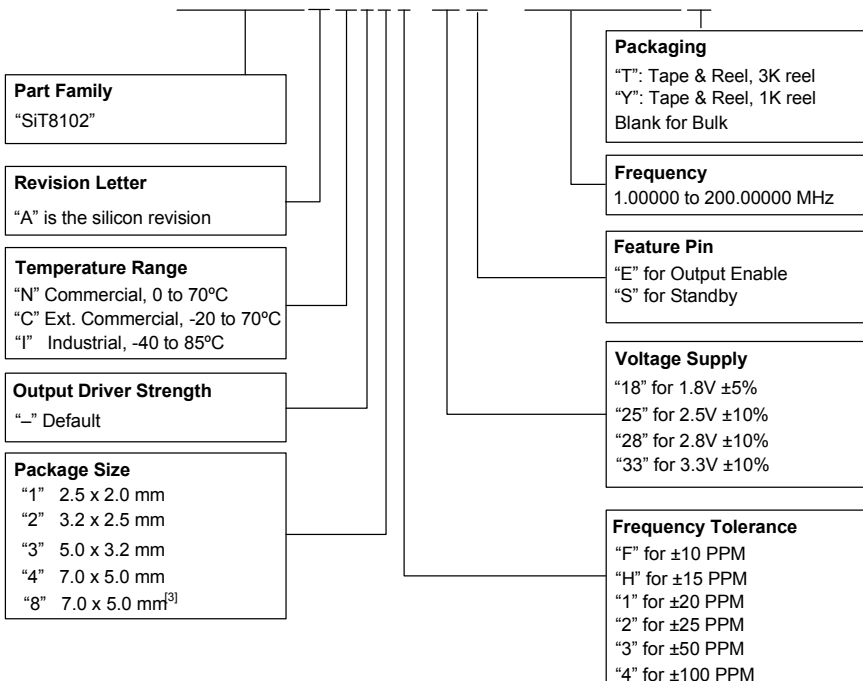 Part Family
“SiT8102”
Revision Letter
“A” is the silicon revision
Temperature Range
“N” Commercial, 0 to 70ºC
“C” Ext. Commercial, -20 to 70ºC
“I” Industrial, -40 to 85ºC
Output Driver Strength
“–” Default
Package Size
“1” 2.5 x 2.0 mm
“2” 3.2 x 2.5 mm
“3” 5.0 x 3.2 mm
“4” 7.0 x 5.0 mm
“8” 7.0 x 5.0 mm[3]
Packaging
“T”: Tape & Reel, 3K reel
“Y”: Tape & Reel, 1K reel
Blank for Bulk
Frequency
1.00000 to 200.00000 MHz
Feature Pin
“E” for Output Enable
“S” for Standby
Voltage Supply
“18” for 1.8V ±5%
“25” for 2.5V ±10%
“28” for 2.8V ±10%
“33” for 3.3V ±10%
Frequency Tolerance
“F” for ±10 PPM
“H” for ±15 PPM
“1” for ±20 PPM
“2” for ±25 PPM
“3” for ±50 PPM
“4” for ±100 PPM